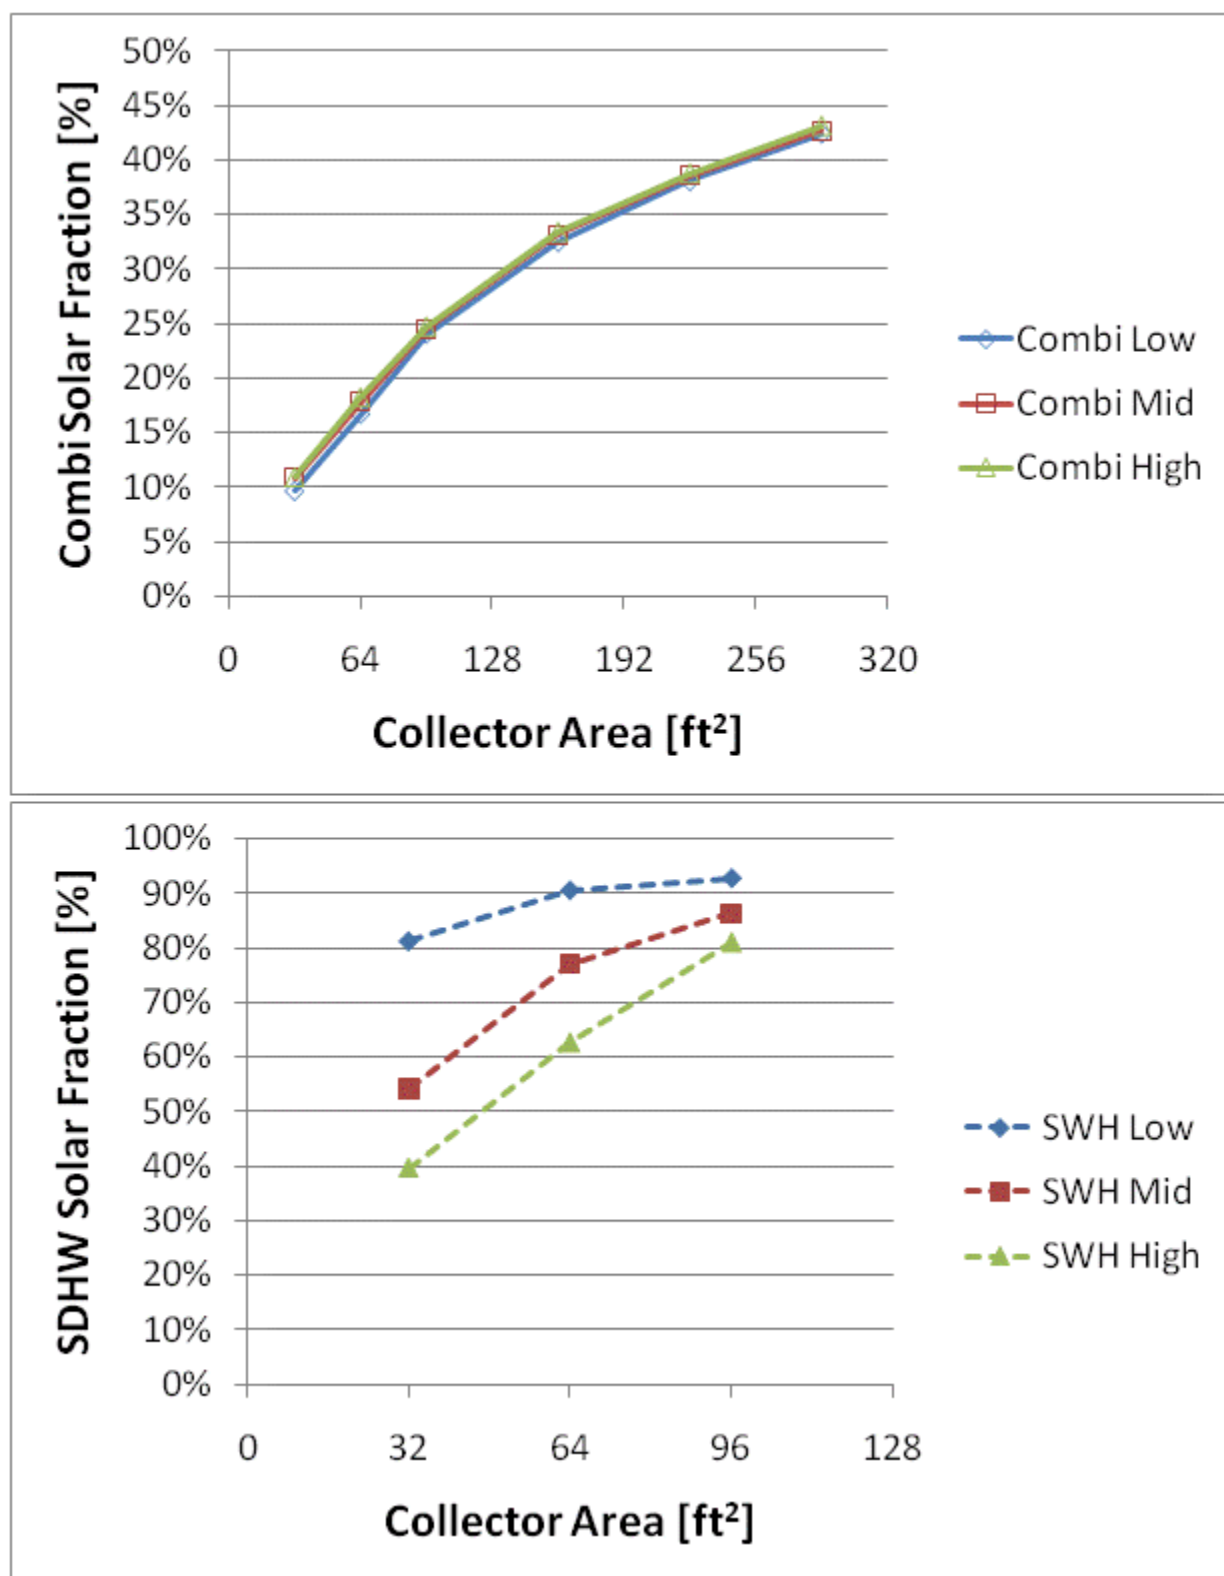 50%
45%
40%
35%
30%
25%
20%
15%
10%
5%
0%
Combi Solar Fraction [%]
0 64 128 192 256 320
Collector Area [ft²]
Combi Low
Combi Mid
Combi High
100%
90%
80%
70%
60%
50%
40%
30%
20%
10%
0%
SDHW Solar Fraction [%]
0 32 64 96 128
Collector Area [ft²]
SWH Low
SWH Mid
SWH High